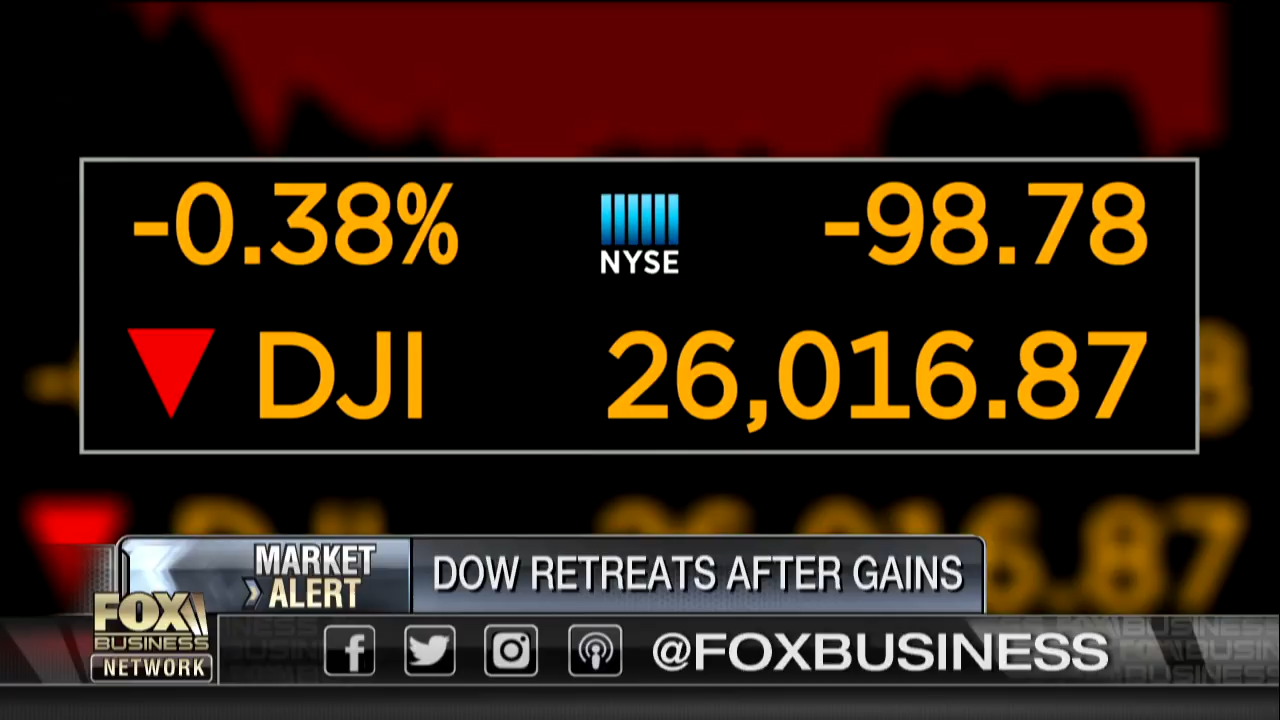 -0.38%
NYSE
-98.78
DJI
26,016.87
MARKET
ALERT
DOW RETREATS AFTER GAINS
FOX
BUSINESS
NETWORK
@FOXBUSINESS